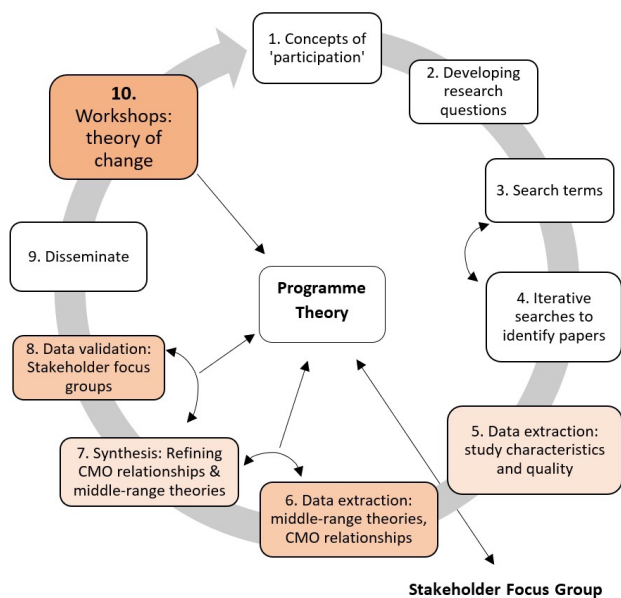 1. Concepts of
'participation'
2. Developing
research
questions
3. Search terms
4. Iterative
searches to
identify papers
5. Data extraction:
study characteristics
and quality
6. Data extraction:
middle-range theories,
CMO relationships
7. Synthesis: Refining
CMO relationships &
middle-range theories
8. Data validation:
Stakeholder focus
groups
9. Disseminate
10.
Workshops:
theory of
change
Programme
Theory
Stakeholder Focus Group